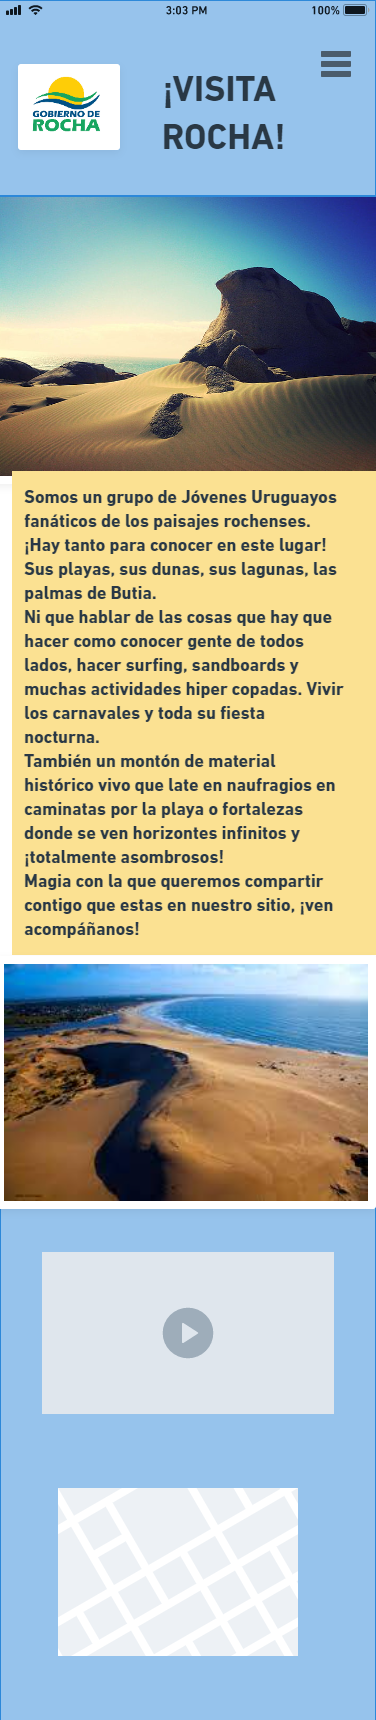 3:03 PM
100%
GOBIERNO DE
ROCHA
¡VISITA
ROCHA!
Somos un grupo de Jóvenes Uruguayos
fanáticos de los paisajes rochenses.
¡Hay tanto para conocer en este lugar!
Sus playas, sus dunas, sus lagunas, las
palmas de Butia.
Ni que hablar de las cosas que hay que
hacer como conocer gente de todos
lados, hacer surfing, sandboards y
muchas actividades hiper copadas. Vivir
los carnavales y toda su fiesta
nocturna.
También un montón de material
histórico vivo que late en naufragios en
caminatas por la playa o fortalezas
donde se ven horizontes infinitos y
¡totalmente asombrosos!
Magia con la que queremos compartir
contigo que estas en nuestro sitio, ¡ven
acompáñanos!